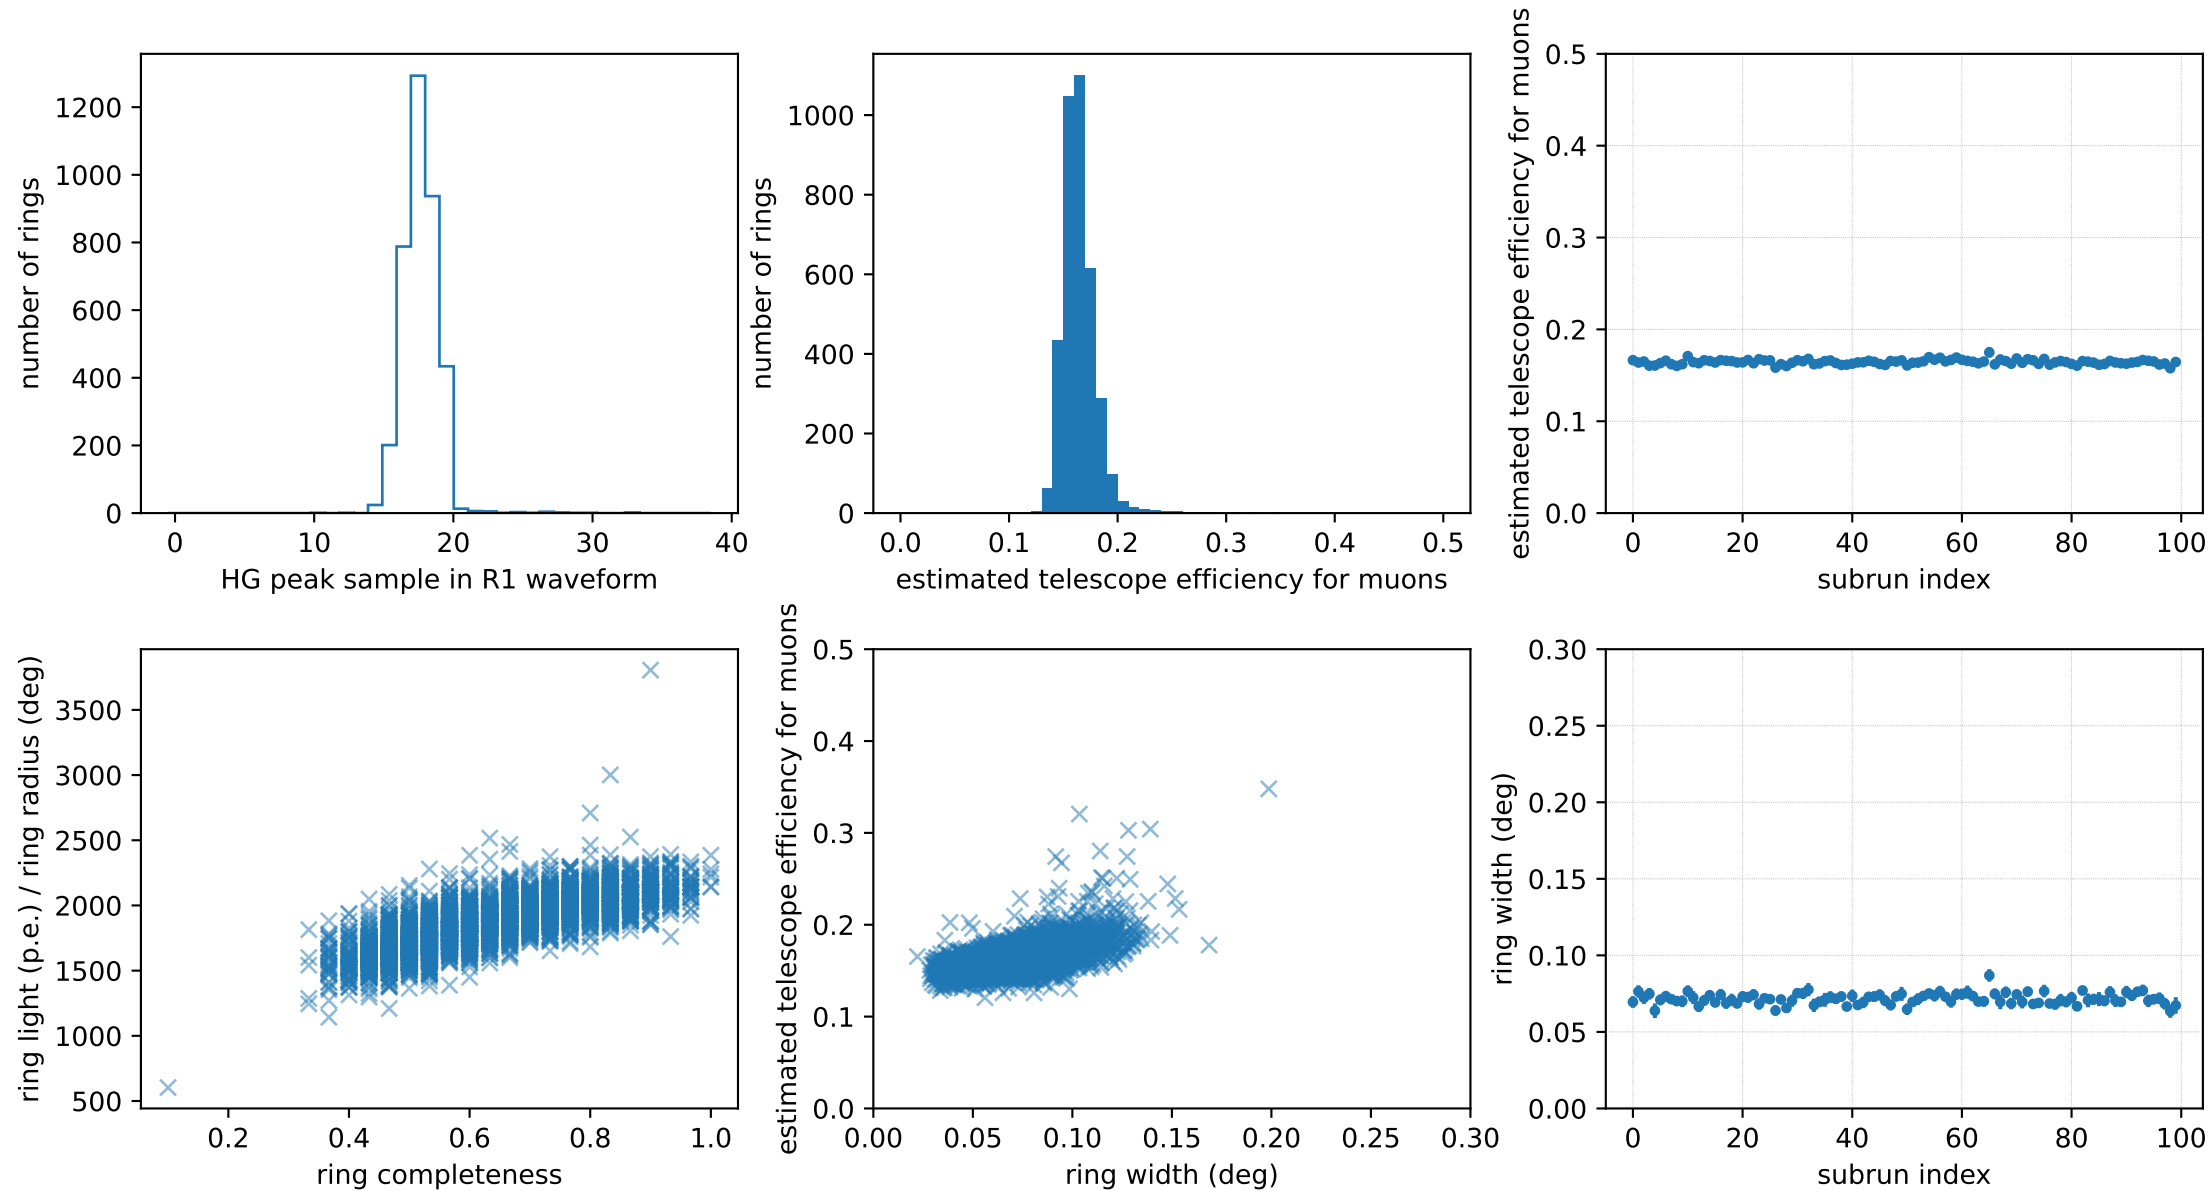 number of rings
1200
1000
800
600
400
200
0
0 10 20 30 40
HG peak sample in R1 waveform
number of rings
1000
800
600
400
200
0
0.0 0.1 0.2 0.3 0.4 0.5
estimated telescope efficiency for muons
estimated telescope efficiency for muons
0.5
0.4
0.3
0.2
0.1
0.0
0 20 40 60 80 100
subrun index
ring light (p.e.) / ring radius (deg)
3500
3000
2500
2000
1500
1000
500
0.2 0.4 0.6 0.8 1.0
ring completeness
estimated telescope efficiency for muons
0.5
0.4
0.3
0.2
0.1
0.0
0.00 0.05 0.10 0.15 0.20 0.25 0.30
ring width (deg)
ring width (deg)
0.30
0.25
0.20
0.15
0.10
0.05
0.00
0 20 40 60 80 100
subrun index